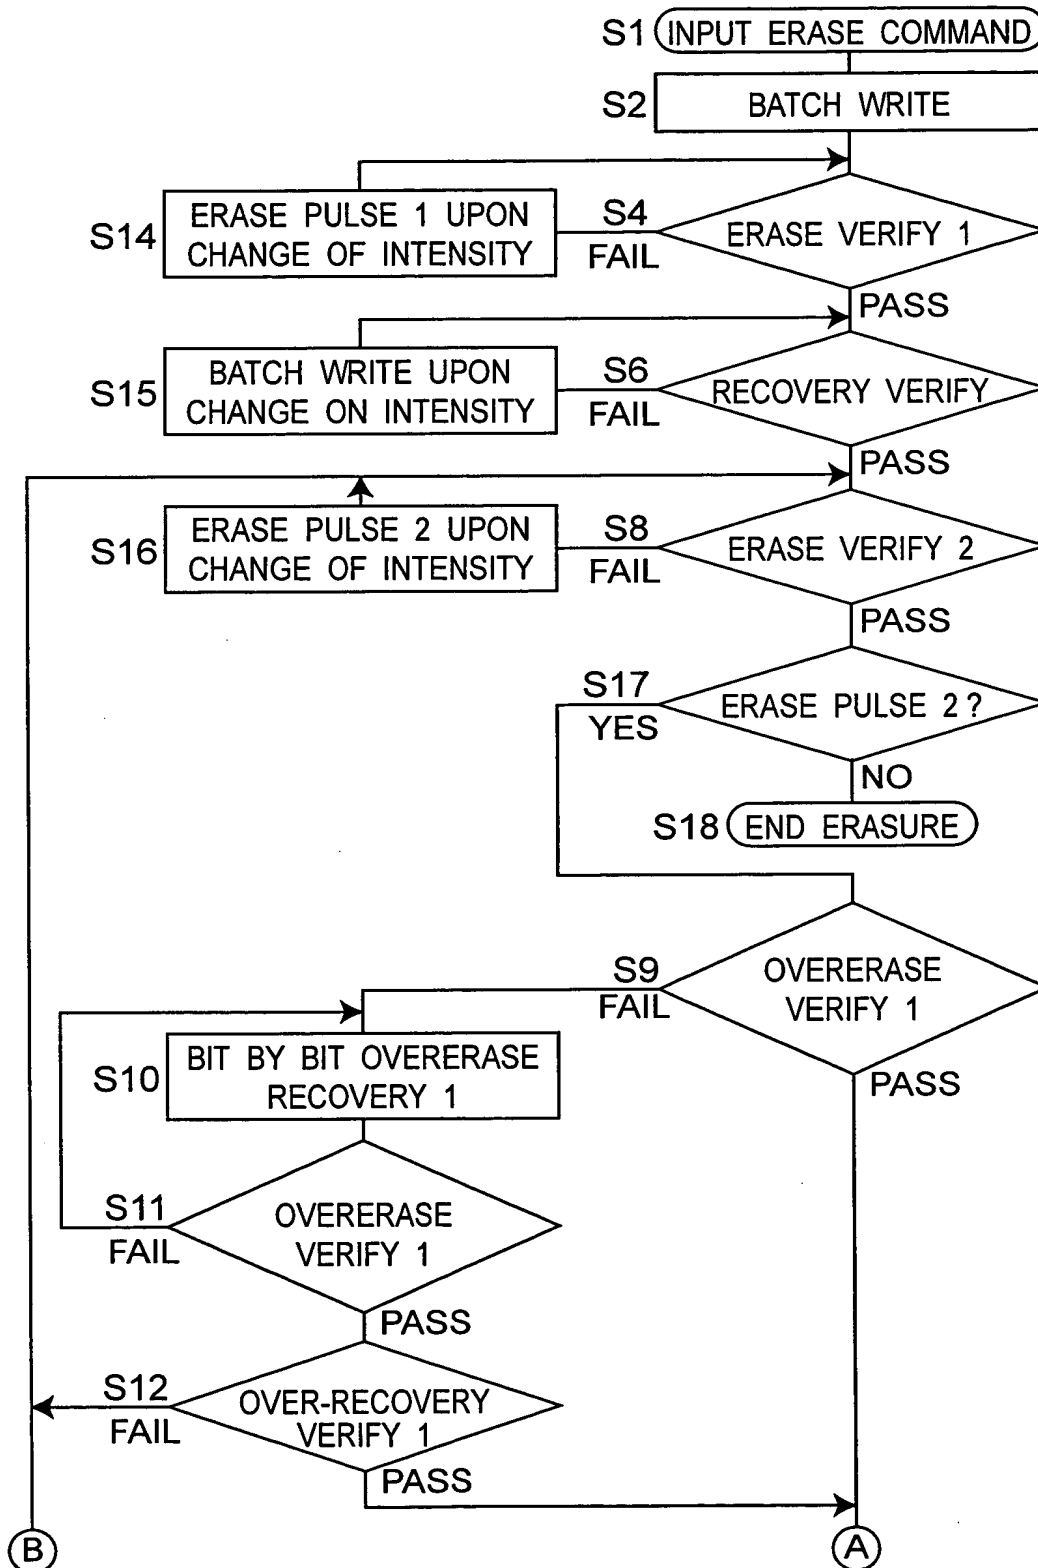 S1 INPUT ERASE COMMAND
S2 BATCH WRITE
S14 ERASE PULSE 1 UPON
CHANGE OF INTENSITY
S4
FAIL
ERASE VERIFY 1
PASS
S15 BATCH WRITE UPON
CHANGE ON INTENSITY
S6
FAIL
RECOVERY VERIFY
PASS
S16 ERASE PULSE 2 UPON
CHANGE OF INTENSITY
S8
FAIL
ERASE VERIFY 2
PASS
S17
YES
ERASE PULSE 2?
NO
S18 END ERASURE
S9
FAIL
OVERERASE
VERIFY 1
PASS
S10 BIT BY BIT OVERERASE
RECOVERY 1
S11
FAIL
OVERERASE
VERIFY 1
PASS
S12
FAIL
OVER-RECOVERY
VERIFY 1
PASS
B
A